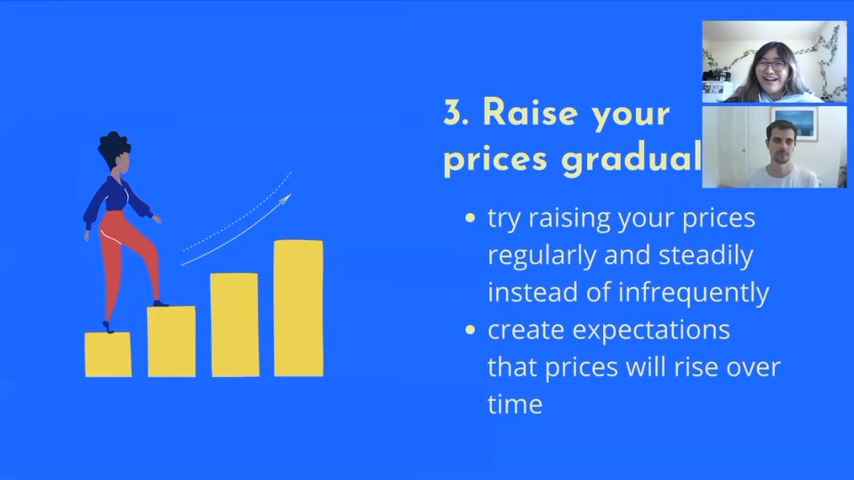 3. Raise your
prices gradual
• try raising your prices
regularly and steadily
instead of infrequently
• create expectations
that prices will rise over
time